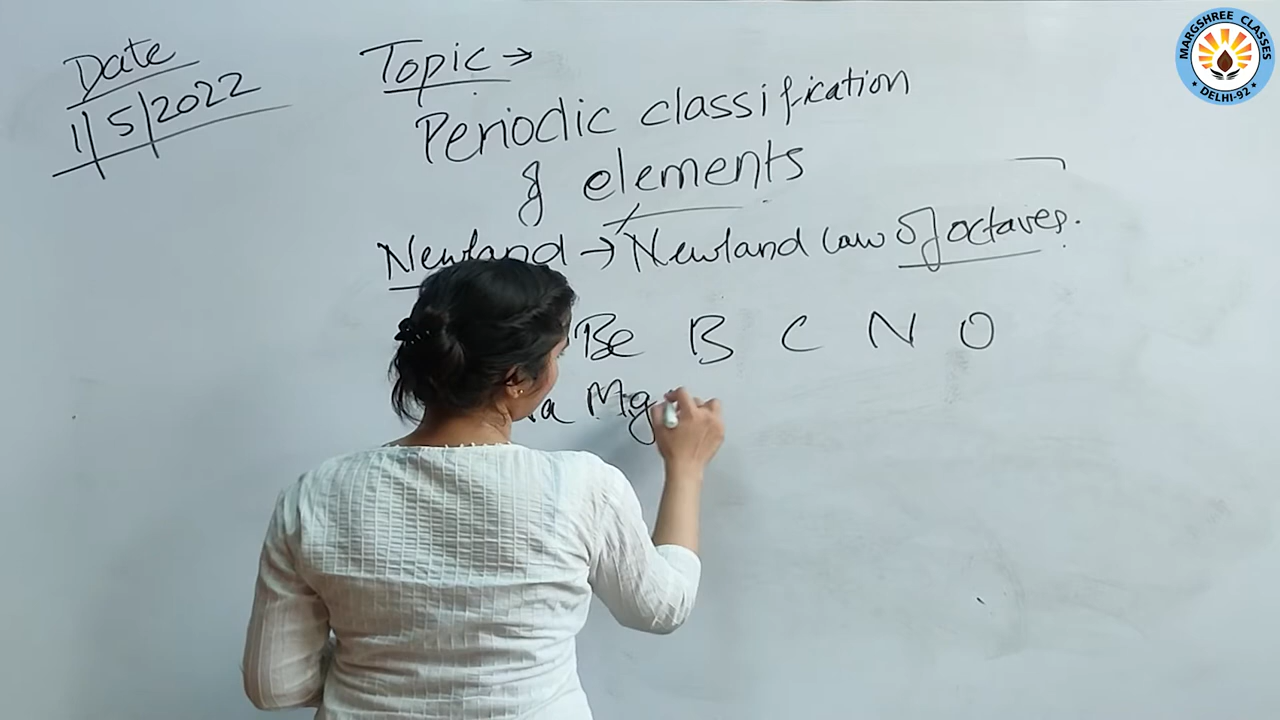 Date
1/5/2022
Topic →
Periodic classification
of elements
Newland → Newland law of octaves.
Be B C N O
Na Mg
MARGSHREE CLASSES
DELHI-92